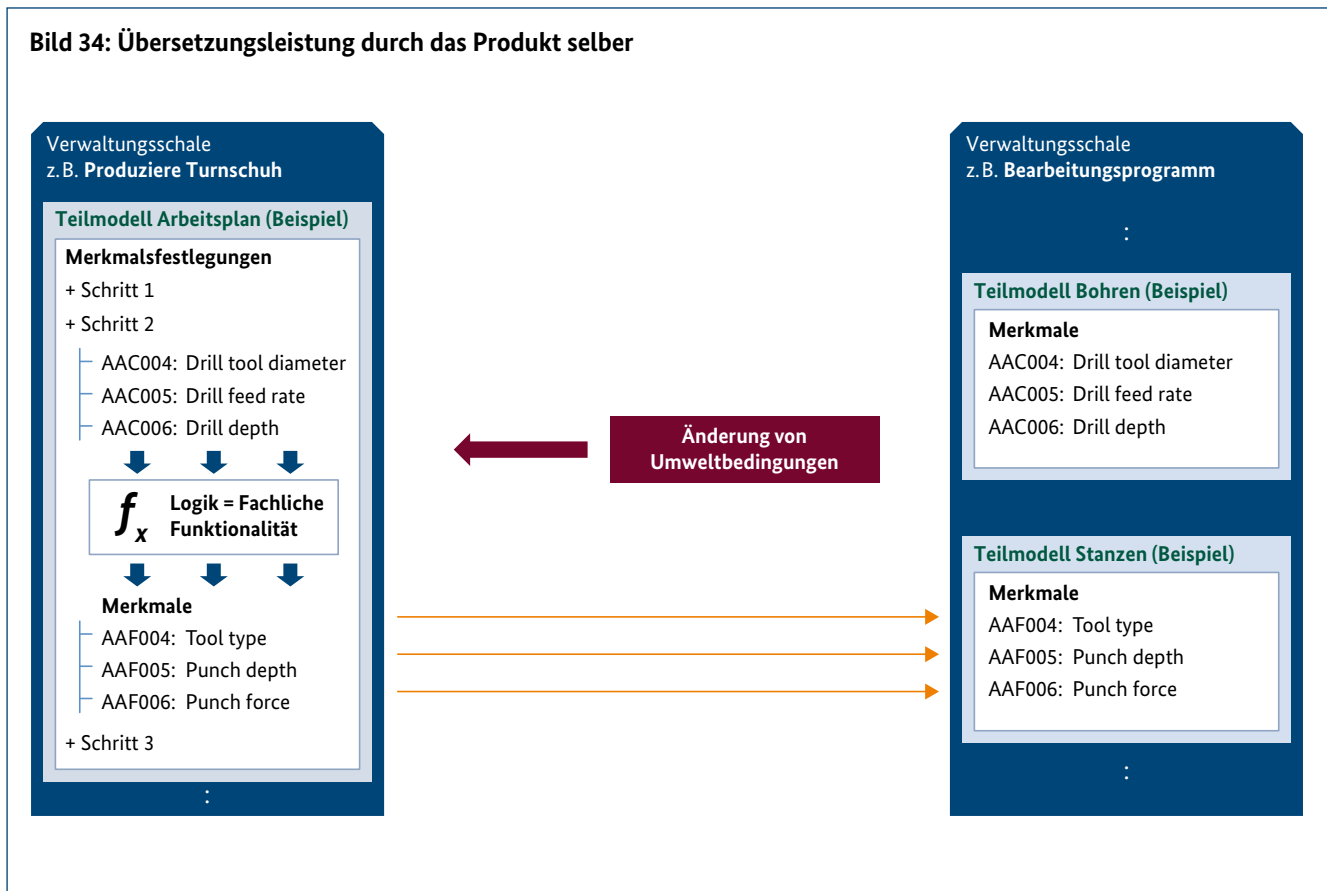 Bild 34: Übersetzungsleistung durch das Produkt selber
Verwaltungsschale
z.B. Produziere Turnschuh
Teilmodell Arbeitsplan (Beispiel)
Merkmalsfestlegungen
+ Schritt 1
+ Schritt 2
AAC004: Drill tool diameter
AAC005: Drill feed rate
AAC006: Drill depth
fx
Logik = Fachliche
Funktionalität
Merkmale
AAF004: Tool type
AAF005: Punch depth
AAF006: Punch force
+ Schritt 3
:
Änderung von
Umweltbedingungen
Verwaltungsschale
z.B. Bearbeitungsprogramm
:
Teilmodell Bohren (Beispiel)
Merkmale
AAC004: Drill tool diameter
AAC005: Drill feed rate
AAC006: Drill depth
Teilmodell Stanzen (Beispiel)
Merkmale
AAF004: Tool type
AAF005: Punch depth
AAF006: Punch force
: